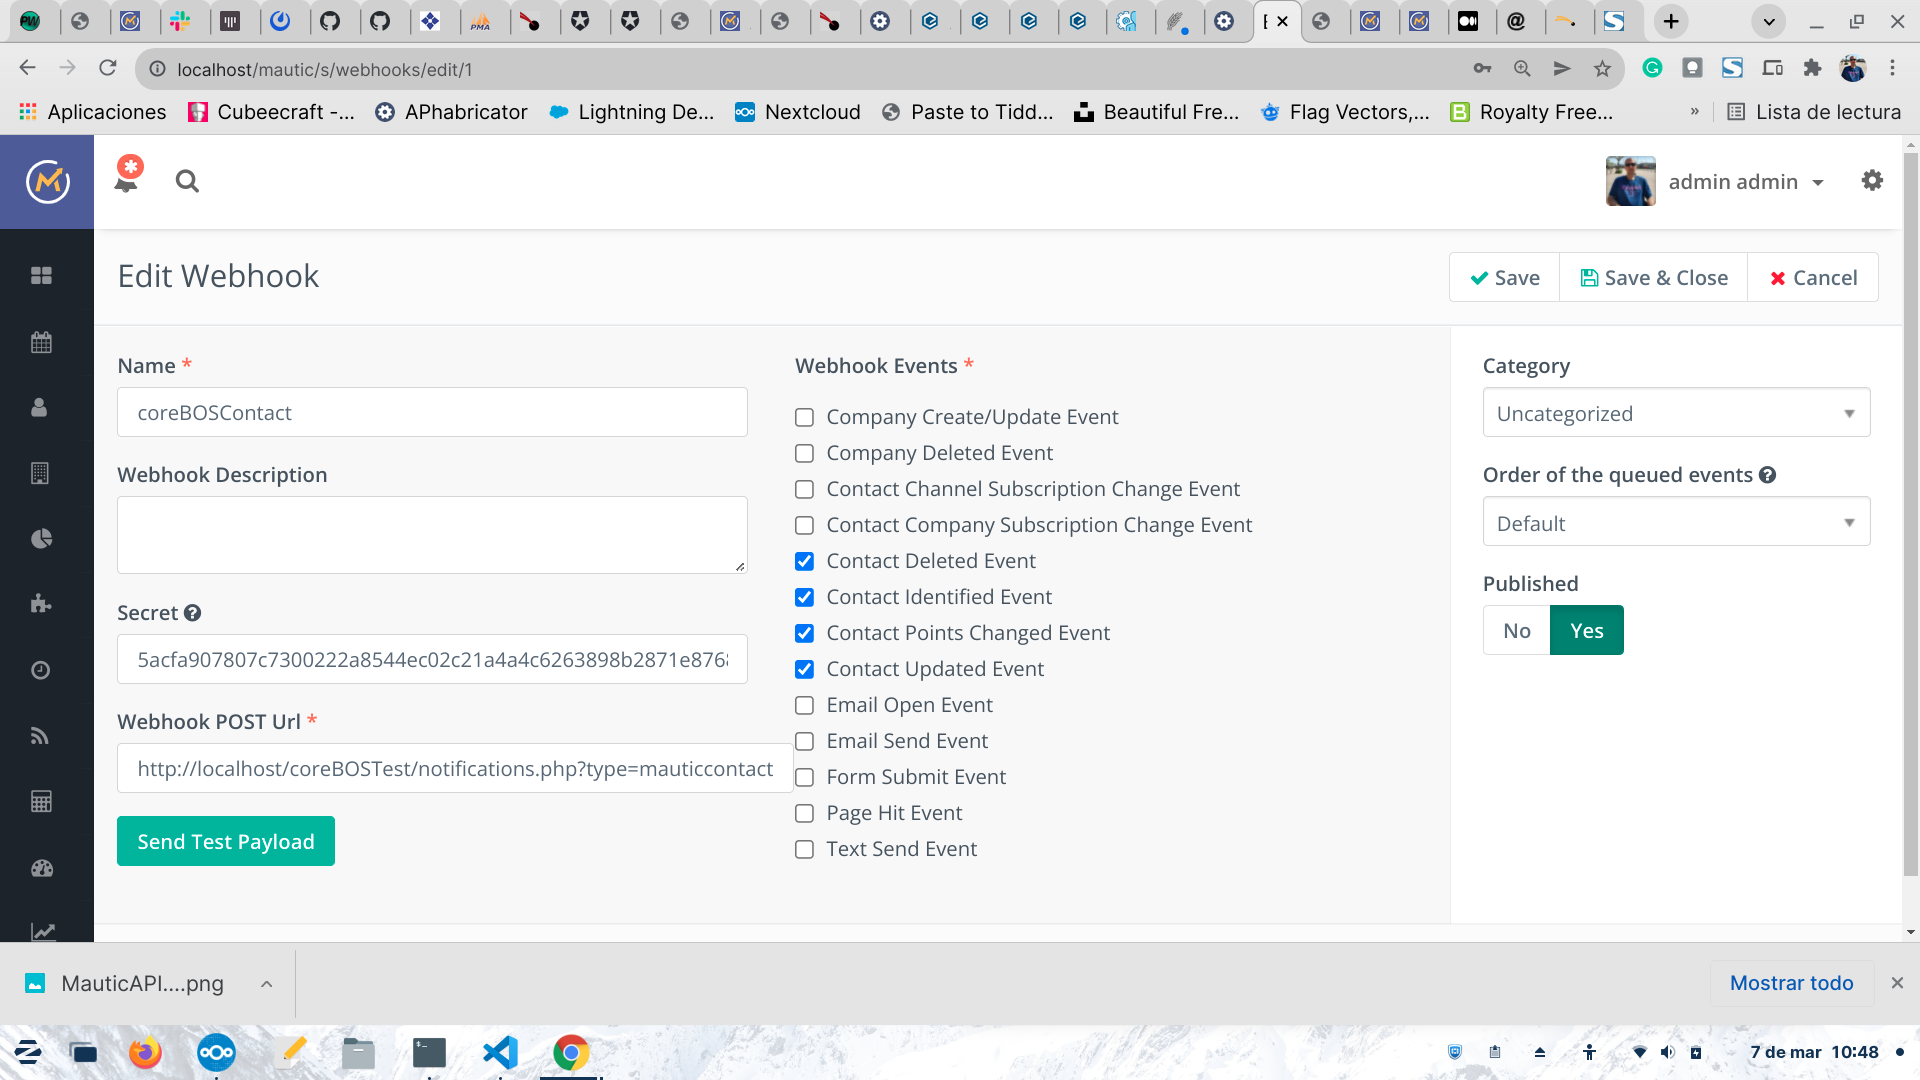 localhost/mautic/s/webhooks/edit/1
Aplicaciones
Cubeecraft -...
APhabricator
Lightning De...
Nextcloud
Paste to Tidd...
Beautiful Fre...
Flag Vectors,...
Royalty Free...
»
Lista de lectura
admin admin
Edit Webhook
Save
Save & Close
Cancel
Name *
coreBOSContact
Webhook Description
Secret
5acfa907807c7300222a8544ec02c21a4a4c6263898b2871e876
Webhook POST Url *
http://localhost/coreBOSTest/notifications.php?type=mauticcontact
Send Test Payload
Webhook Events *
Company Create/Update Event
Company Deleted Event
Contact Channel Subscription Change Event
Contact Company Subscription Change Event
Contact Deleted Event
Contact Identified Event
Contact Points Changed Event
Contact Updated Event
Email Open Event
Email Send Event
Form Submit Event
Page Hit Event
Text Send Event
Category
Uncategorized
Order of the queued events
Default
Published
No
Yes
MauticAPI....png
Mostrar todo
7 de mar 10:48